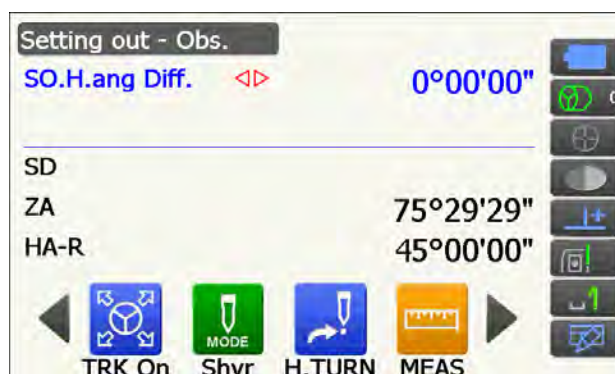 Setting out - Obs.
SO.H.ang Diff. 0°00'00"
SD
ZA 75°29'29"
HA-R 45°00'00"
MODE
TRK On Shvr H.TURN MEAS